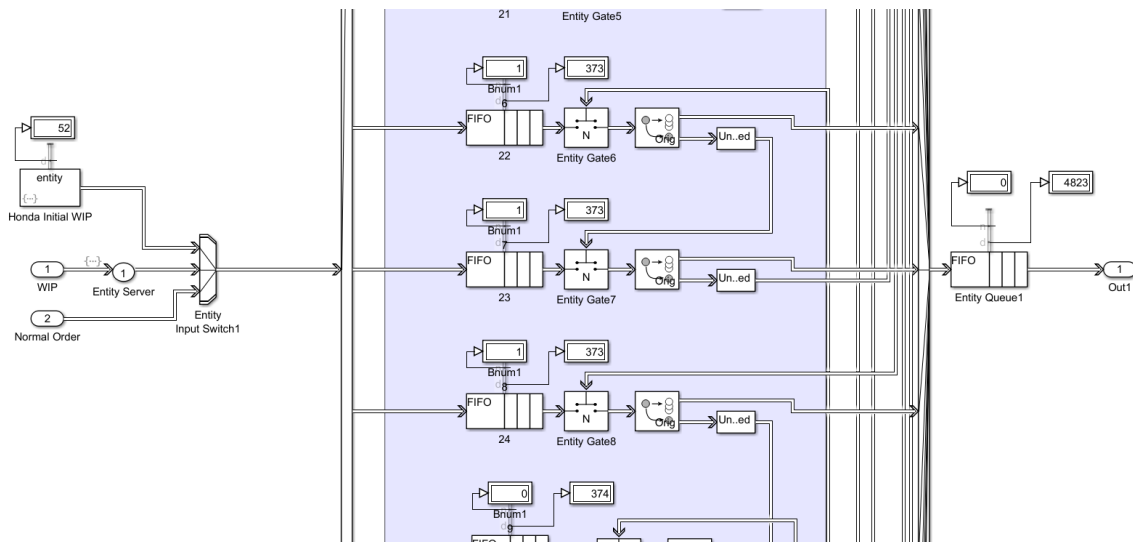 21
Entity Gate5
1
373
Bnum1
6
d
FIFO
N
Orig
Un..ed
22
Entity Gate6
52
d
entity
{...}
Honda Initial WIP
1
373
Bnum1
7
d
FIFO
N
Orig
Un..ed
23
Entity Gate7
0
4823
n
d
FIFO
Entity Queue1
1
Out1
{...}
1
WIP
1
Entity Server
2
Normal Order
Entity
Input Switch1
1
373
Bnum1
8
d
FIFO
N
Orig
Un..ed
24
Entity Gate8
0
374
Bnum1
9
d
FIFO